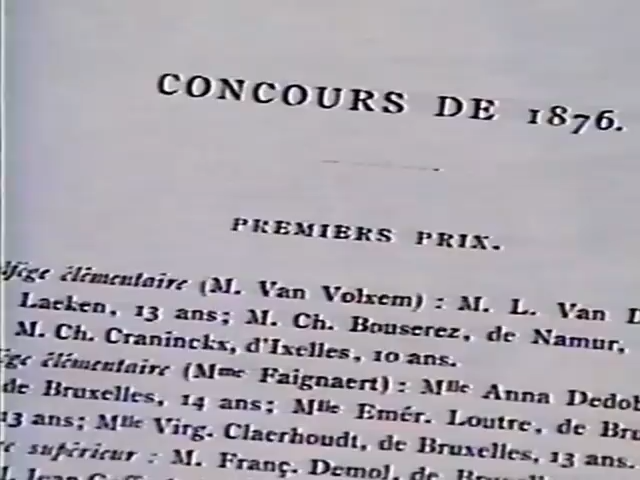 CONCOURS DE 1876.
PREMIERS PRIX.
élémentaire (M. Van Volxem) : M. L. Van
Laeken, 13 ans; M. Ch. Bouserez, de Namur,
M. Ch. Craninckx, d'Ixelles, 10 ans.
élémentaire (Mme Faignaert) : Mlle Anna Dedob
de Bruxelles, 14 ans; Mlle Emér. Loutre, de Bru
13 ans; Mlle Virg. Claerhoudt, de Bruxelles, 13 ans.
supérieur : M. Franç. Demol, de